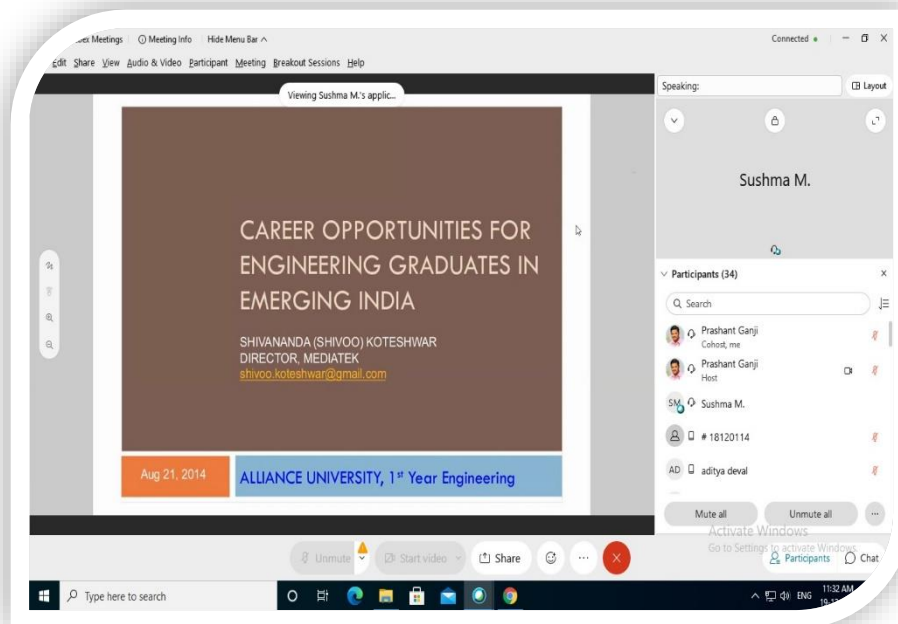 Meetings
Meeting Info
Hide Menu Bar
Connected
Edit Share View Audio & Video Participant Meeting Breakout Sessions Help
Viewing Sushma M.'s applic...
Speaking:
Layout
Sushma M.
CAREER OPPORTUNITIES FOR
ENGINEERING GRADUATES IN
EMERGING INDIA
SHIVANANDA (SHIVOO) KOTESHWAR
DIRECTOR, MEDIATEK
shivoo.koteshwar@gmail.com
Aug 21, 2014
ALLIANCE UNIVERSITY, 1st Year Engineering
Participants (34)
Search
Prashant Ganji
Cohost, me
Prashant Ganji
Host
SM Sushma M.
# 18120114
AD aditya deval
Mute all
Unmute all
Activate Windows
Go to Settings to activate Windows.
Unmute
Start video
Share
Participants
Chat
Type here to search
ENG
11:32 AM